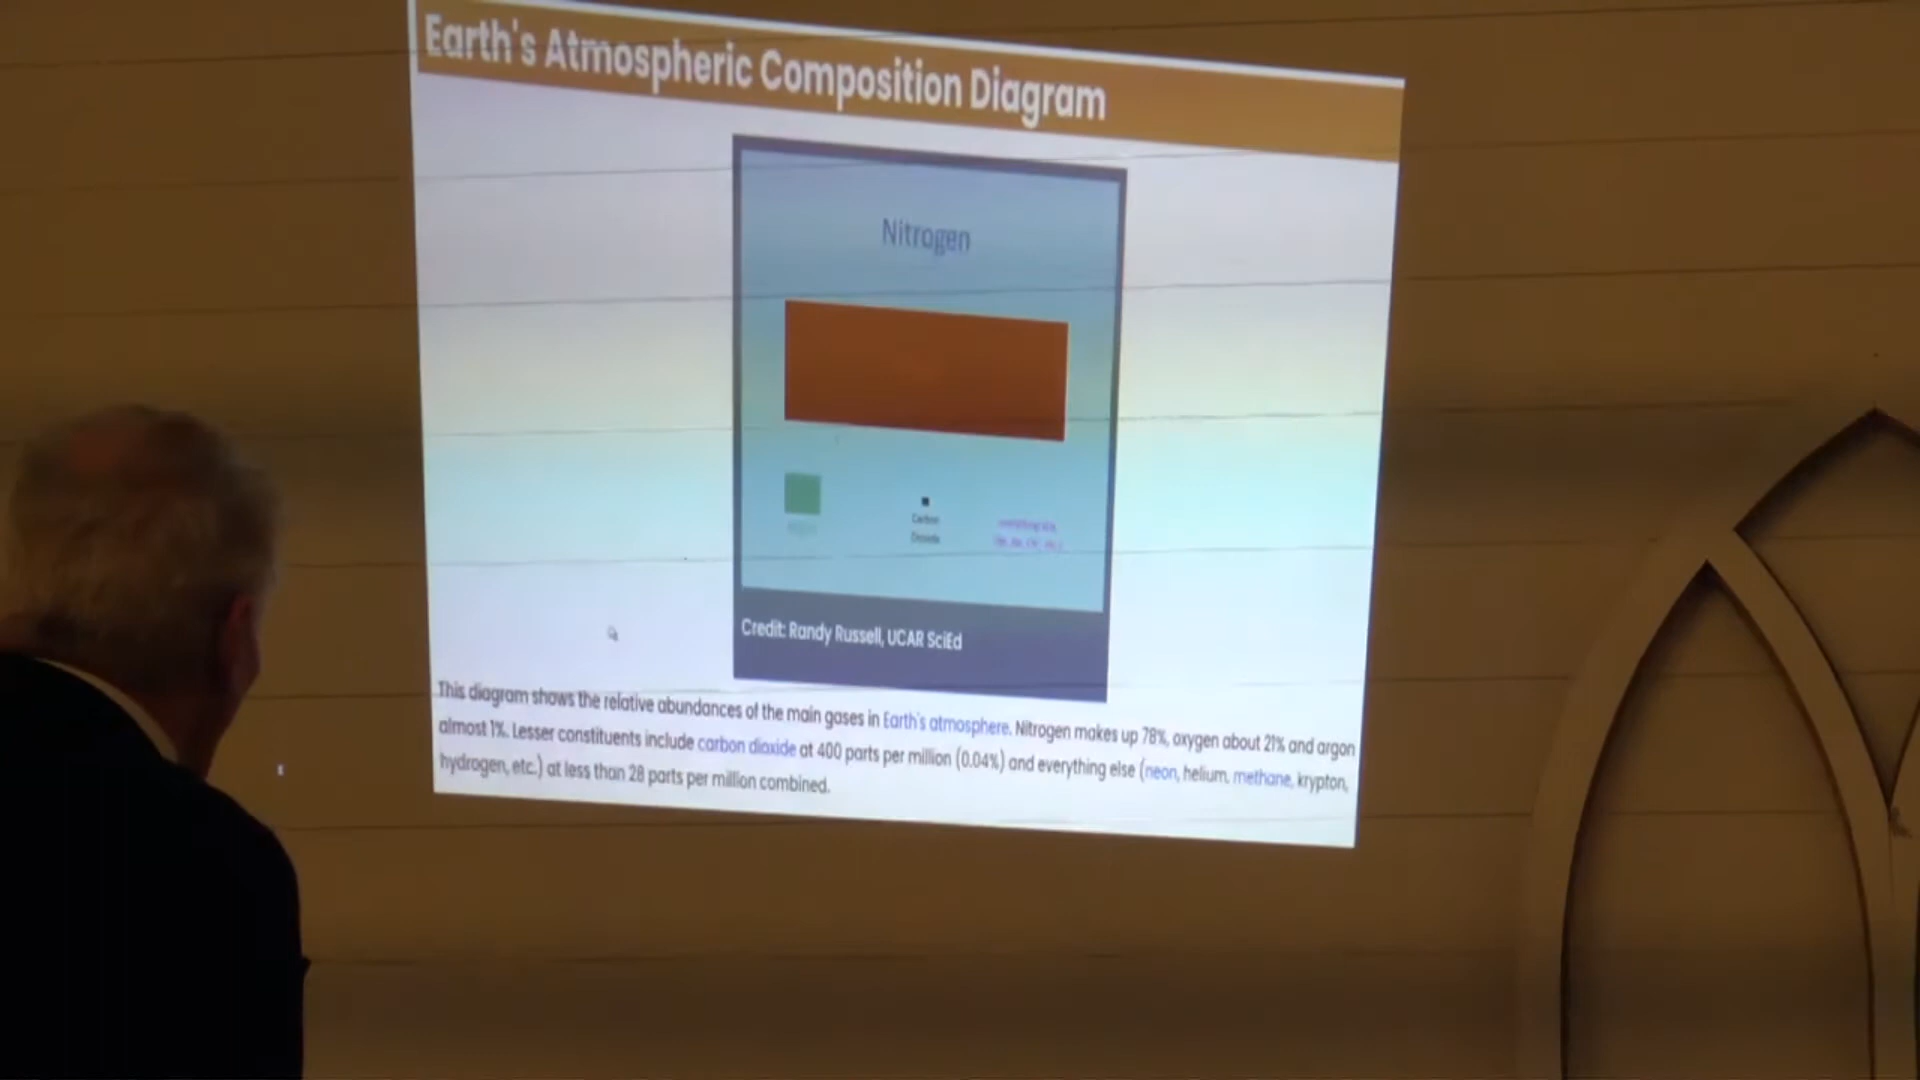 Earth's Atmospheric Composition Diagram
Nitrogen
Carbon
Dioxide
Credit: Randy Russell, UCAR SciEd
This diagram shows the relative abundances of the main gases in Earth's atmosphere. Nitrogen makes up 78%, oxygen about 21% and argon
almost 1%. Lesser constituents include carbon dioxide at 400 parts per million (0.04%) and everything else (neon, helium, methane, krypton,
hydrogen, etc.) at less than 28 parts per million combined.